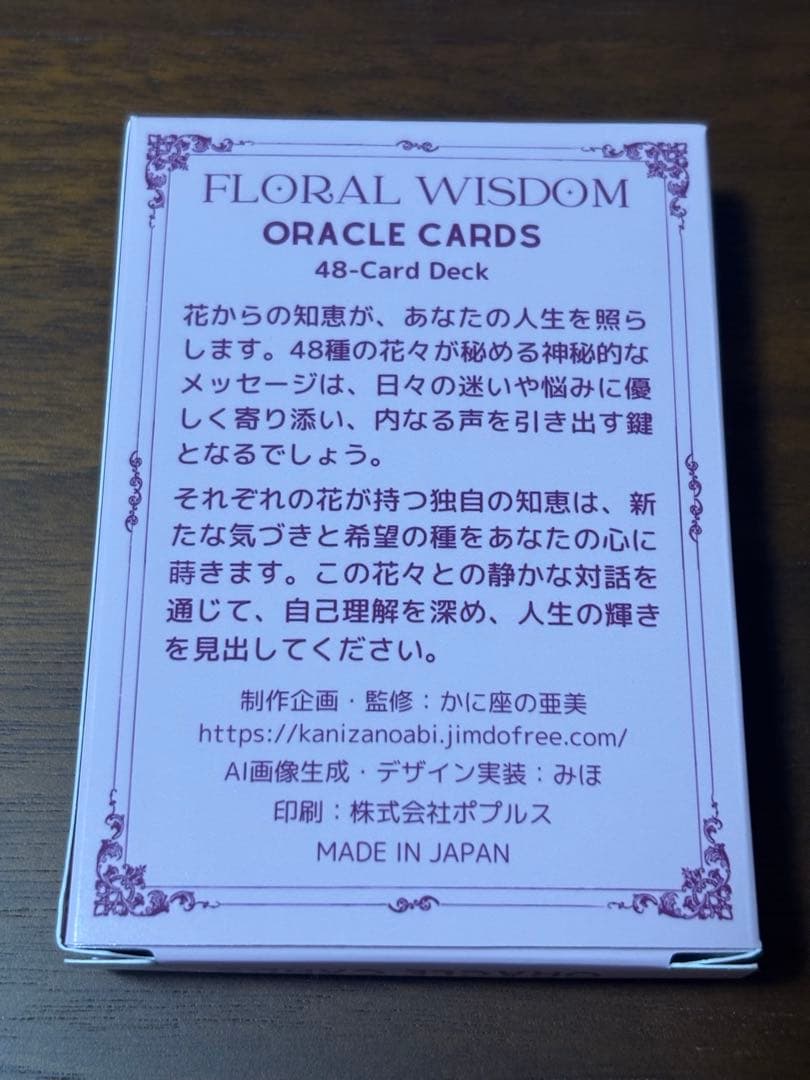 FLORAL WISDOM
ORACLE CARDS
48-Card Deck
花からの知恵が、あなたの人生を照ら
します。48種の花々が秘める神秘的な
メッセージは、日々の迷いや悩みに優
しく寄り添い、内なる声を引き出す鍵
となるでしょう。
それぞれの花が持つ独自の知恵は、新
たな気づきと希望の種をあなたの心に
蒔きます。この花々との静かな対話を
通じて、自己理解を深め、人生の輝き
を見出してください。
制作企画・監修：かに座の亜美
https://kanizanoabi.jimdofree.com/
AI画像生成・デザイン実装：みほ
印刷：株式会社ポプルス
MADE IN JAPAN